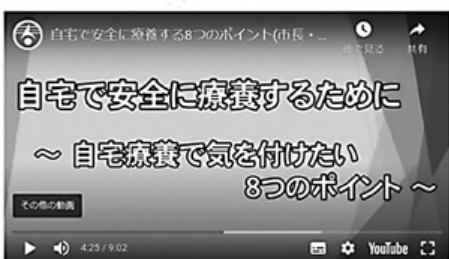 自宅で安全に療養する8つのポイント(市長・...
後で見る
共有
自宅で安全に療養するために
～ 自宅療養で気を付けたい
8つのポイント ～
その他の動画
4:25 / 9:02
YouTube